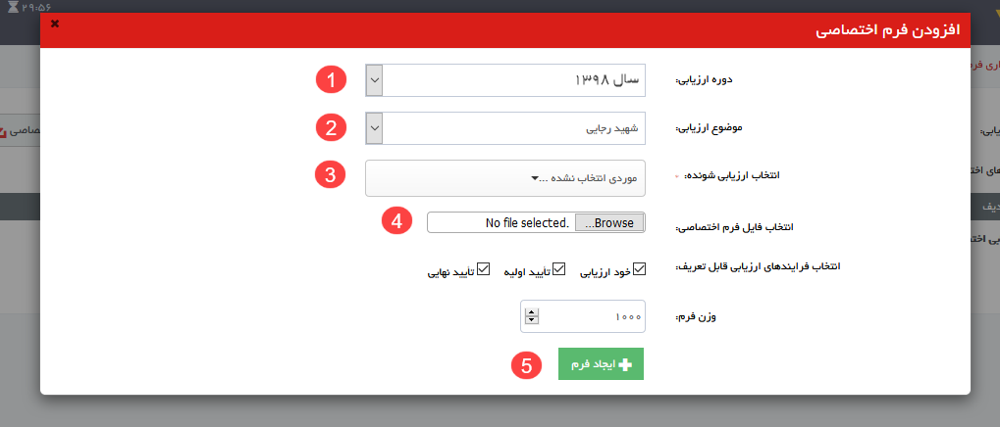 ۲۹:۵۶
افزودن فرم اختصاصی
دوره ارزیابی: سال ۱۳۹۸ 1
موضوع ارزیابی: شهید رجایی 2
انتخاب ارزیابی شونده: * موردی انتخاب نشده ... 3
انتخاب فایل فرم اختصاصی: Browse... No file selected. 4
انتخاب فرایندهای ارزیابی قابل تعریف: خود ارزیابی تأیید اولیه تأیید نهایی
وزن فرم: ۱۰۰۰
ایجاد فرم 5